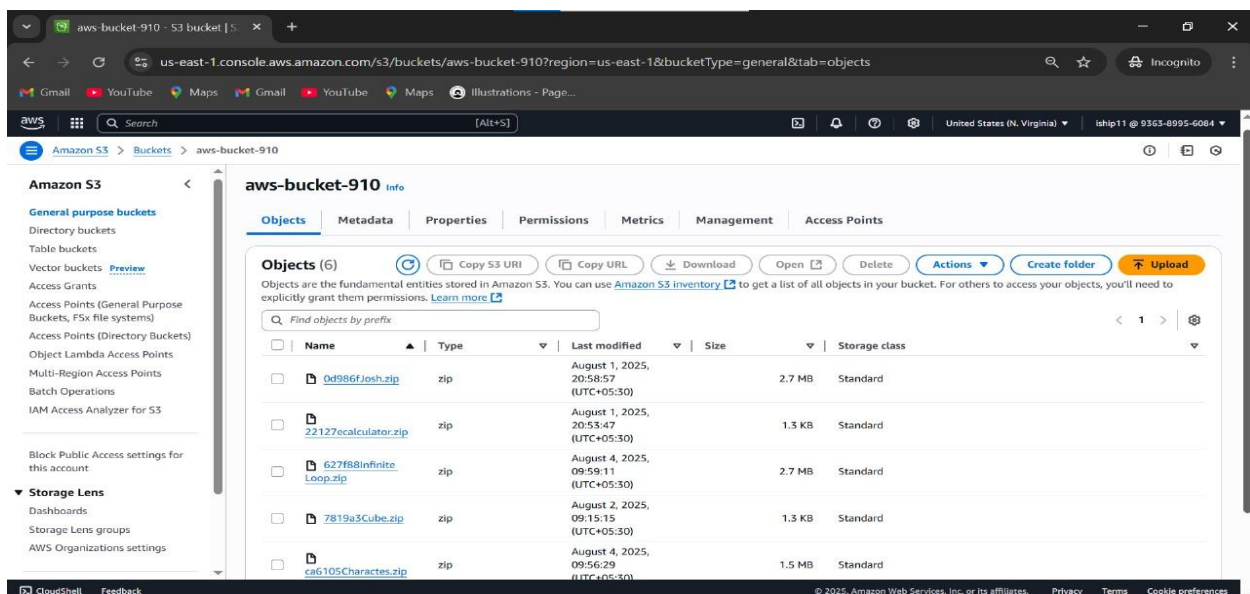 aws-bucket-910 - S3 bucket | S
us-east-1.console.aws.amazon.com/s3/buckets/aws-bucket-910?region=us-east-1&bucketType=general&tab=objects
Incognito
Gmail YouTube Maps Gmail YouTube Maps Illustrations - Page...
aws Search [Alt+S] United States (N. Virginia) iship11 @ 9363-8995-6084
Amazon S3 > Buckets > aws-bucket-910
Amazon S3
General purpose buckets
Directory buckets
Table buckets
Vector buckets Preview
Access Grants
Access Points (General Purpose
Buckets, FSx file systems)
Access Points (Directory Buckets)
Object Lambda Access Points
Multi-Region Access Points
Batch Operations
IAM Access Analyzer for S3
Block Public Access settings for
this account
Storage Lens
Dashboards
Storage Lens groups
AWS Organizations settings
aws-bucket-910 Info
Objects Metadata Properties Permissions Metrics Management Access Points
Objects (6) Copy S3 URI Copy URL Download Open Delete Actions Create folder Upload
Objects are the fundamental entities stored in Amazon S3. You can use Amazon S3 inventory to get a list of all objects in your bucket. For others to access your objects, you'll need to
explicitly grant them permissions. Learn more
Find objects by prefix
1
Name Type Last modified Size Storage class
August 1, 2025,
0d986fJosh.zip zip 20:58:57 2.7 MB Standard
(UTC+05:30)
August 1, 2025,
22127ecalculator.zip zip 20:53:47 1.3 KB Standard
(UTC+05:30)
August 4, 2025,
627f88Infinite zip 09:59:11 2.7 MB Standard
Loop.zip
(UTC+05:30)
August 2, 2025,
7819a3Cube.zip zip 09:15:15 1.3 KB Standard
(UTC+05:30)
August 4, 2025,
ca6105Charactes.zip zip 09:56:29 1.5 MB Standard
(UTC+05:30)
CloudShell Feedback © 2025, Amazon Web Services, Inc. or its affiliates. Privacy Terms Cookie preferences